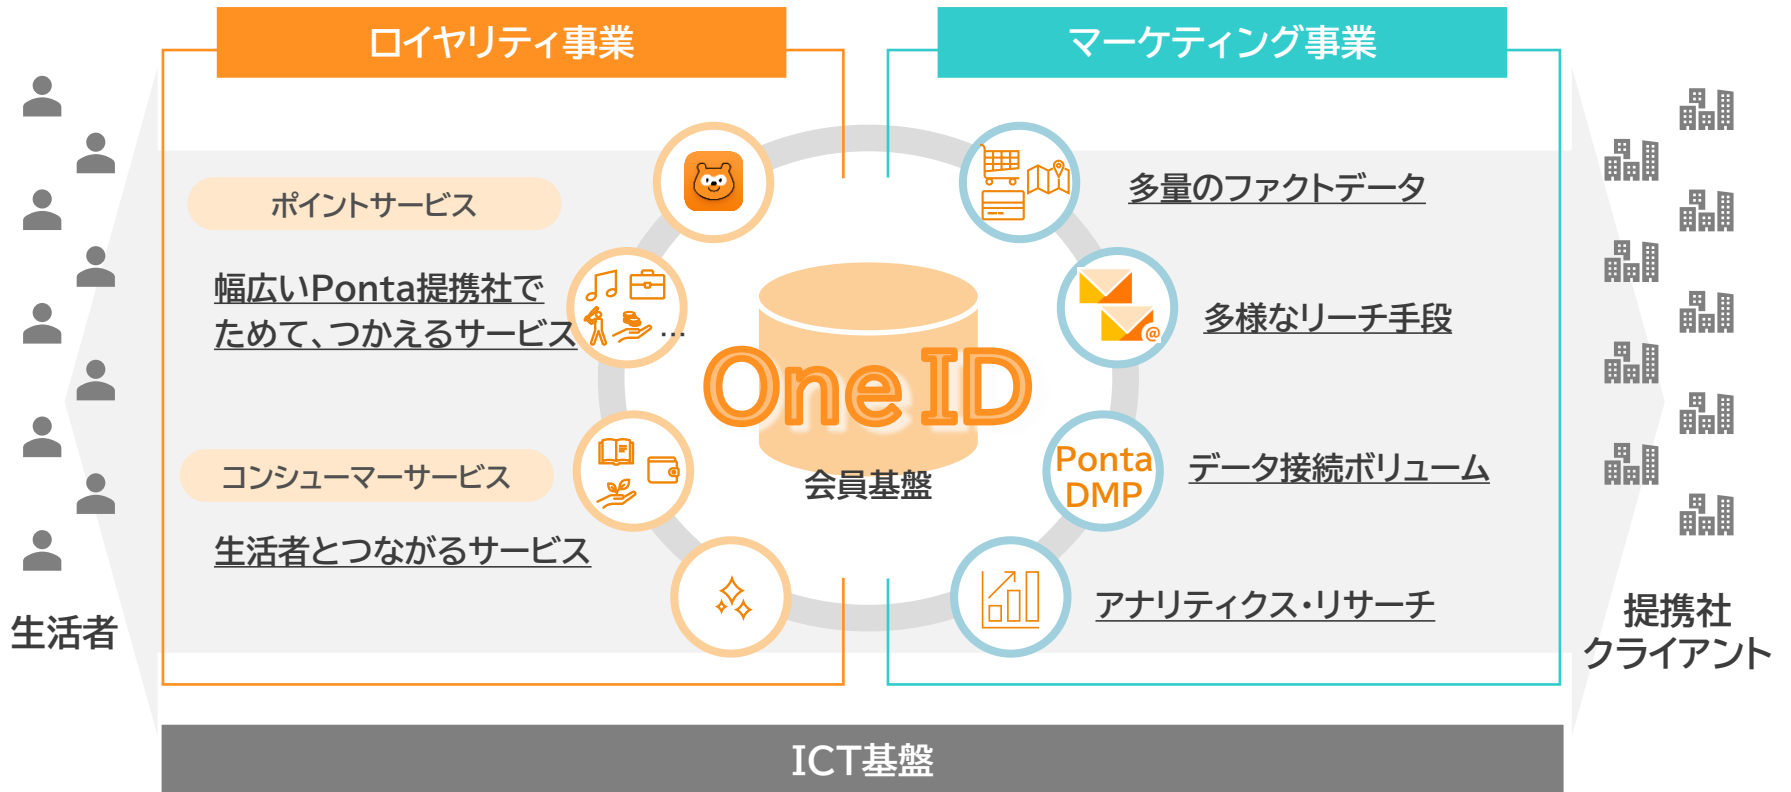 ロイヤリティ事業
マーケティング事業
ポイントサービス
幅広いPonta提携社で
ためて、つかえるサービス
…
コンシューマーサービス
生活者とつながるサービス
One ID
会員基盤
多量のファクトデータ
@
多様なリーチ手段
Ponta
DMP
データ接続ボリューム
アナリティクス・リサーチ
生活者
提携社
クライアント
ICT基盤